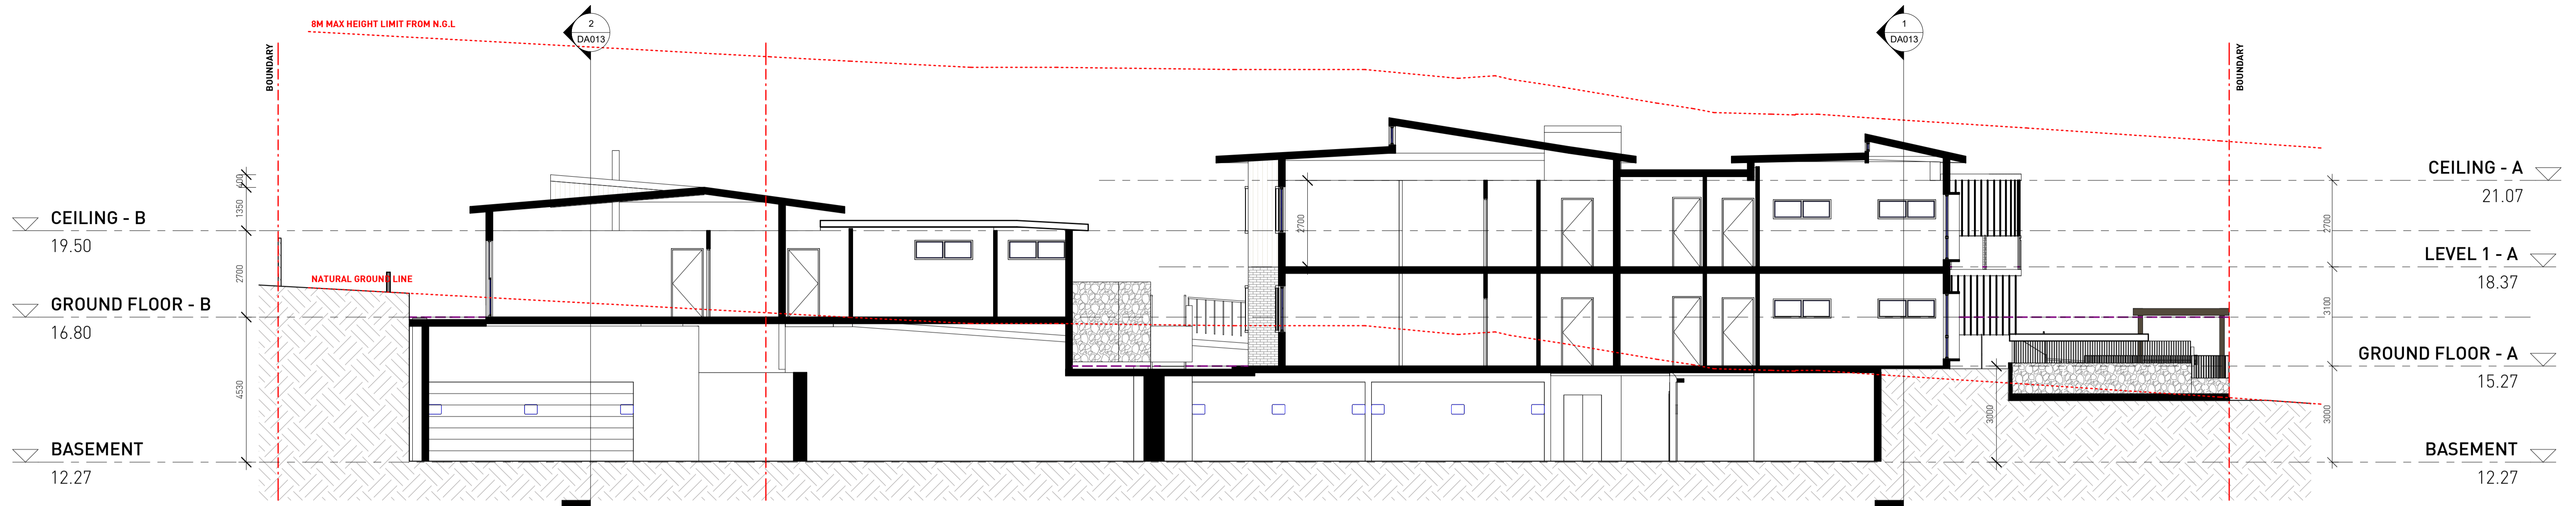 8M MAX HEIGHT LIMIT FROM N.G.L
2
DA013
1
DA013
BOUNDARY
BOUNDARY
CEILING - B
19.50
GROUND FLOOR - B
16.80
BASEMENT
12.27
600
1350
2700
4530
NATURAL GROUND LINE
2700
3000
2700
3100
3000
CEILING - A
21.07
LEVEL 1 - A
18.37
GROUND FLOOR - A
15.27
BASEMENT
12.27